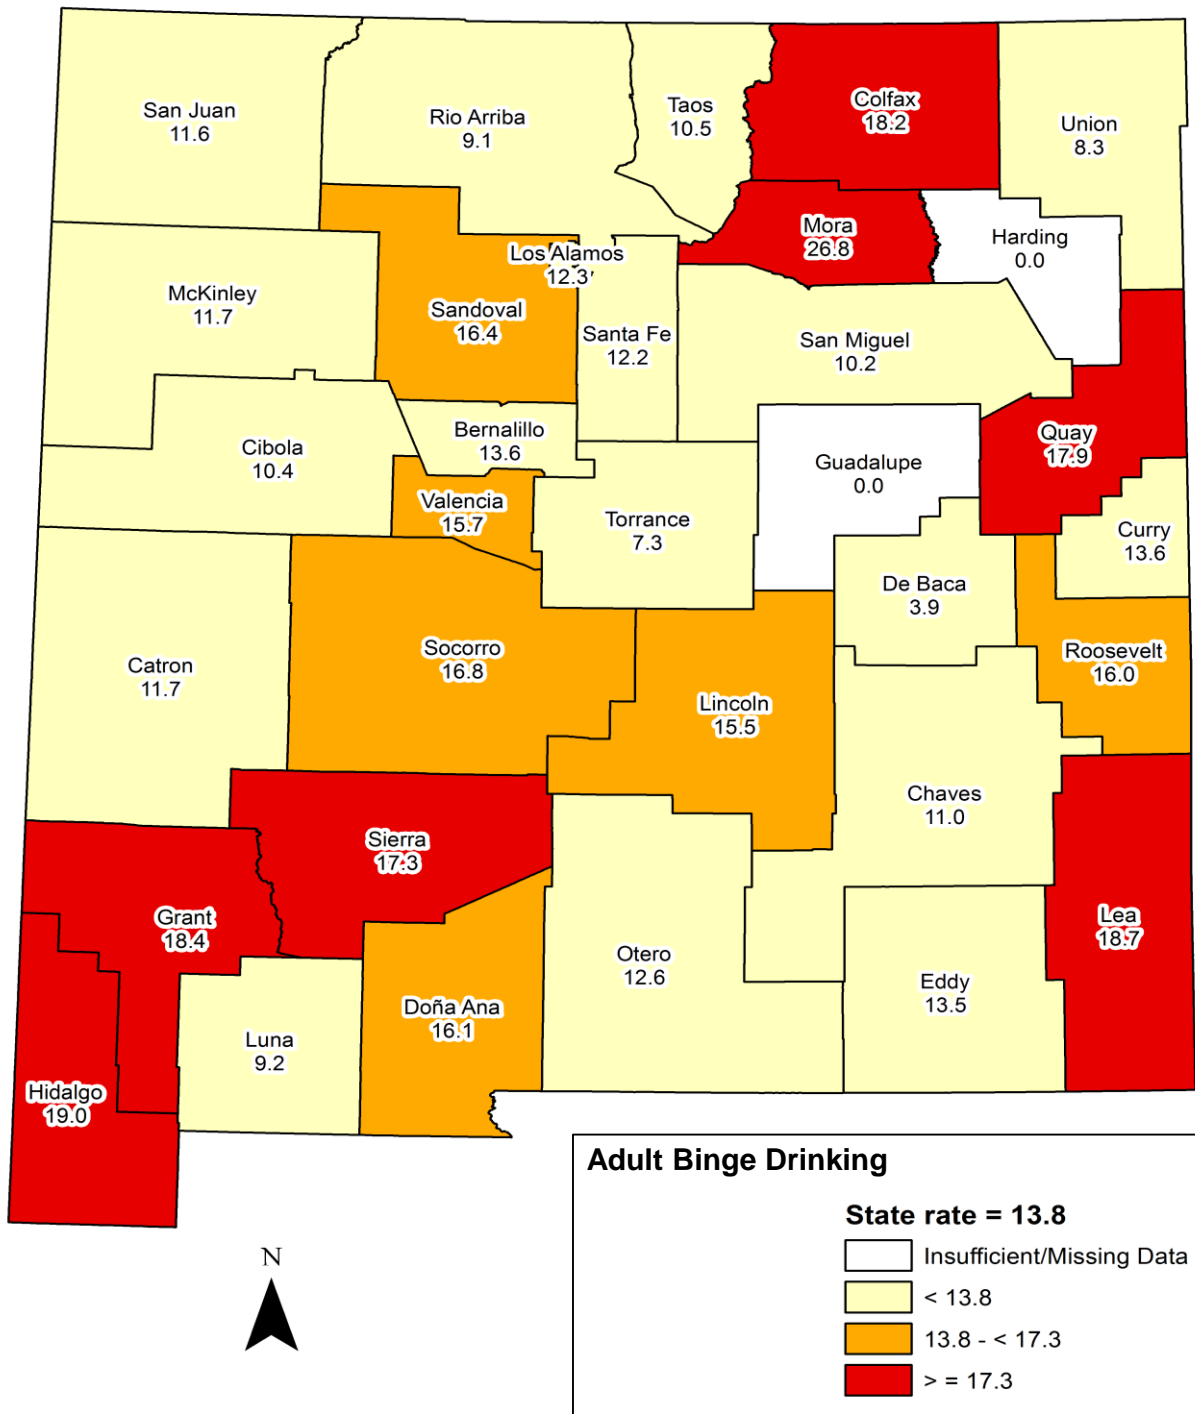 San Juan
11.6
Rio Arriba
9.1
Taos
10.5
Colfax
18.2
Union
8.3
Mora
26.8
Harding
0.0
Los Alamos
12.3
McKinley
11.7
Sandoval
16.4
Santa Fe
12.2
San Miguel
10.2
Cibola
10.4
Bernalillo
13.6
Quay
17.9
Guadalupe
0.0
Valencia
15.7
Torrance
7.3
Curry
13.6
De Baca
3.9
Catron
11.7
Socorro
16.8
Lincoln
15.5
Roosevelt
16.0
Chaves
11.0
Sierra
17.3
Grant
18.4
Otero
12.6
Lea
18.7
Eddy
13.5
Doña Ana
16.1
Luna
9.2
Hidalgo
19.0
N
Adult Binge Drinking
State rate = 13.8
Insufficient/Missing Data
< 13.8
13.8 - < 17.3
> = 17.3